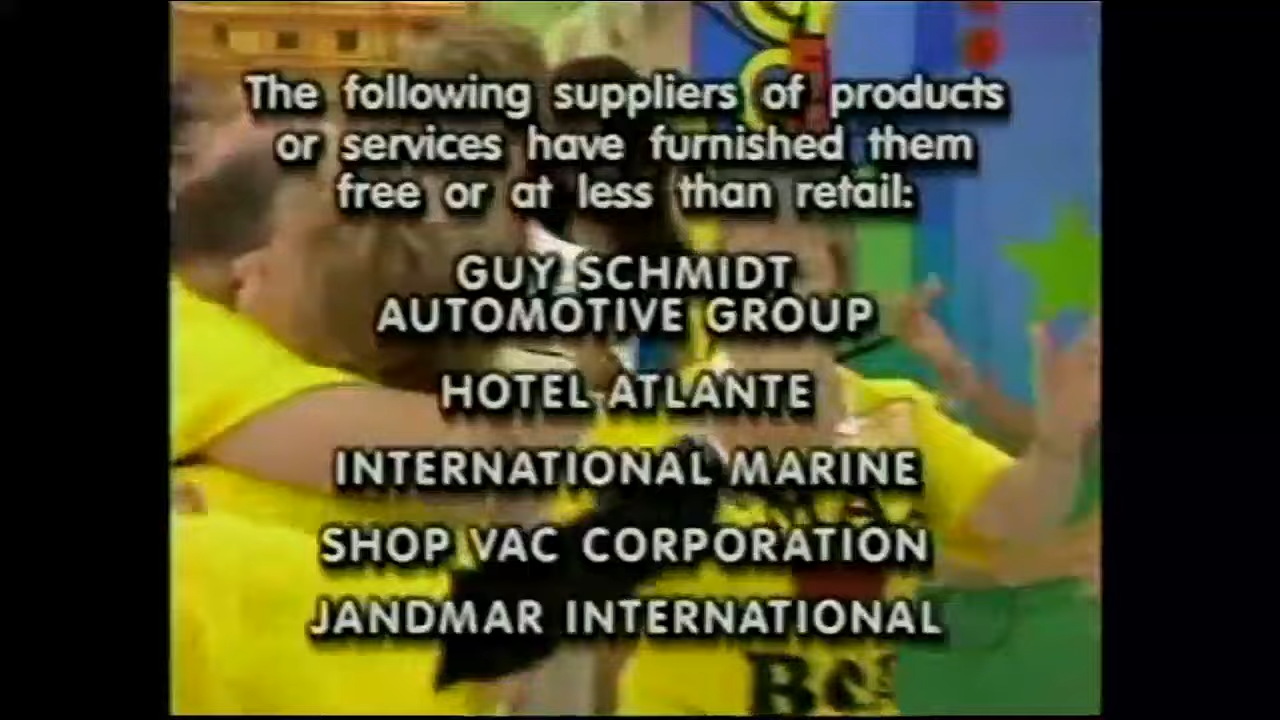 The following suppliers of products
or services have furnished them
free or at less than retail:
GUY SCHMIDT
AUTOMOTIVE GROUP
HOTEL ATLANTE
INTERNATIONAL MARINE
SHOP VAC CORPORATION
JANDMAR INTERNATIONAL